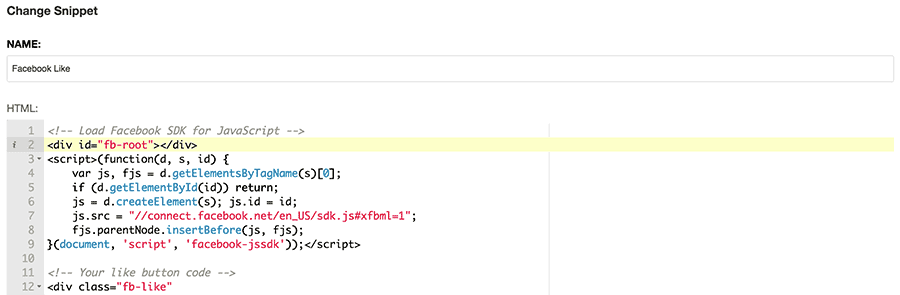 Change Snippet
NAME:
Facebook Like
HTML:
1 <!-- Load Facebook SDK for JavaScript -->
i 2 <div id="fb-root"></div>
3 <script>(function(d, s, id) {
4 var js, fjs = d.getElementsByTagName(s)[0];
5 if (d.getElementById(id)) return;
6 js = d.createElement(s); js.id = id;
7 js.src = "//connect.facebook.net/en_US/sdk.js#xfbml=1";
8 fjs.parentNode.insertBefore(js, fjs);
9 }(document, 'script', 'facebook-jssdk'));</script>
10
11 <!-- Your like button code -->
12 <div class="fb-like"